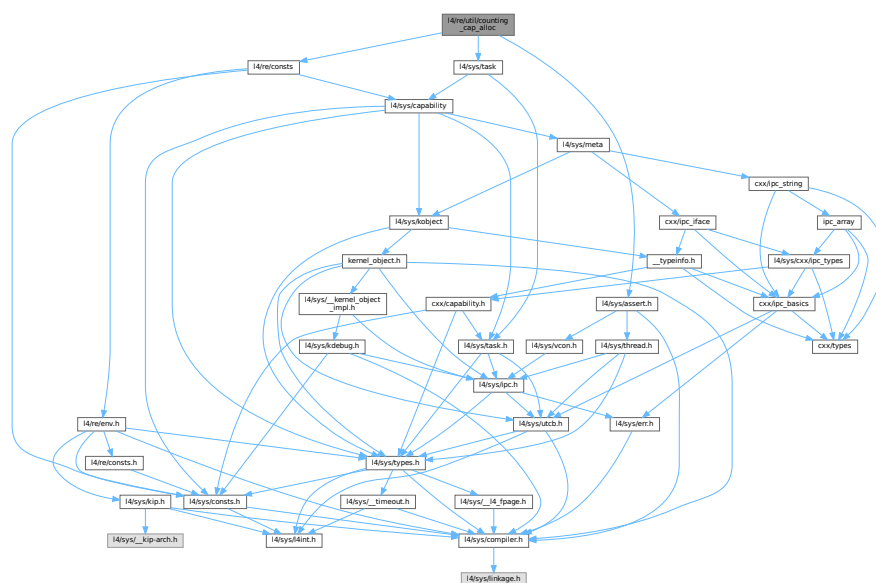 l4/re/util/counting
_cap_alloc
l4/re/consts
l4/sys/task
l4/sys/capability
l4/sys/meta
cxx/ipc_string
l4/sys/kobject
cxx/ipc_iface
ipc_array
kernel_object.h
__typeinfo.h
l4/sys/cxx/ipc_types
l4/sys/__kernel_object
_impl.h
cxx/capability.h
l4/sys/assert.h
cxx/ipc_basics
l4/sys/kdebug.h
l4/sys/task.h
l4/sys/vcon.h
l4/sys/thread.h
cxx/types
l4/sys/ipc.h
l4/re/env.h
l4/sys/utcb.h
l4/sys/err.h
l4/re/consts.h
l4/sys/types.h
l4/sys/kip.h
l4/sys/consts.h
l4/sys/__timeout.h
l4/sys/__l4_fpage.h
l4/sys/__kip-arch.h
l4/sys/l4int.h
l4/sys/compiler.h
l4/sys/linkage.h